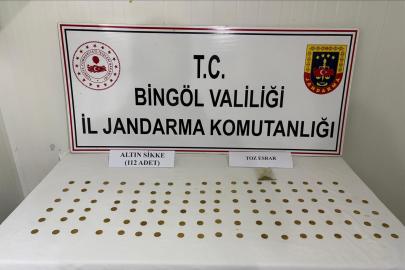 T.C.
BİNGÖL VALİLİĞİ
İL JANDARMA KOMUTANLIĞI
ALTIN SİKKE
(112 ADET)
TOZ ESRAR